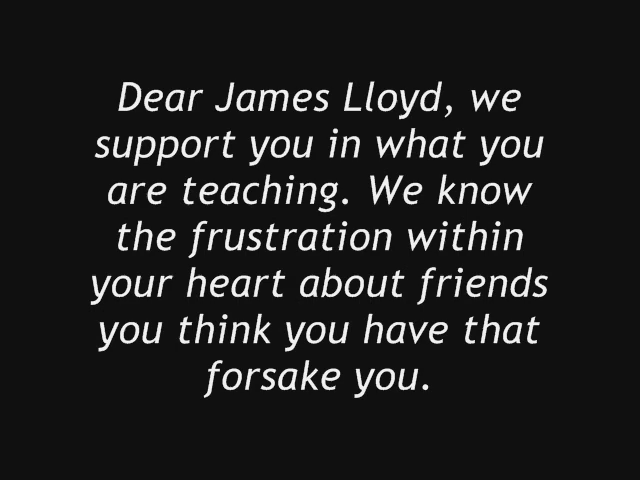 Dear James Lloyd, we
support you in what you
are teaching. We know
the frustration within
your heart about friends
you think you have that
forsake you.